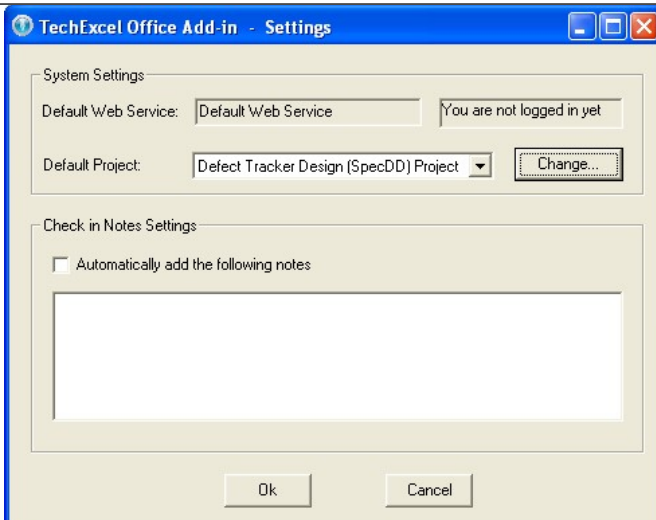 TechExcel Office Add-in - Settings
System Settings
Default Web Service: Default Web Service You are not logged in yet
Default Project: Defect Tracker Design (SpecDD) Project Change...
Check in Notes Settings
Automatically add the following notes
Ok Cancel